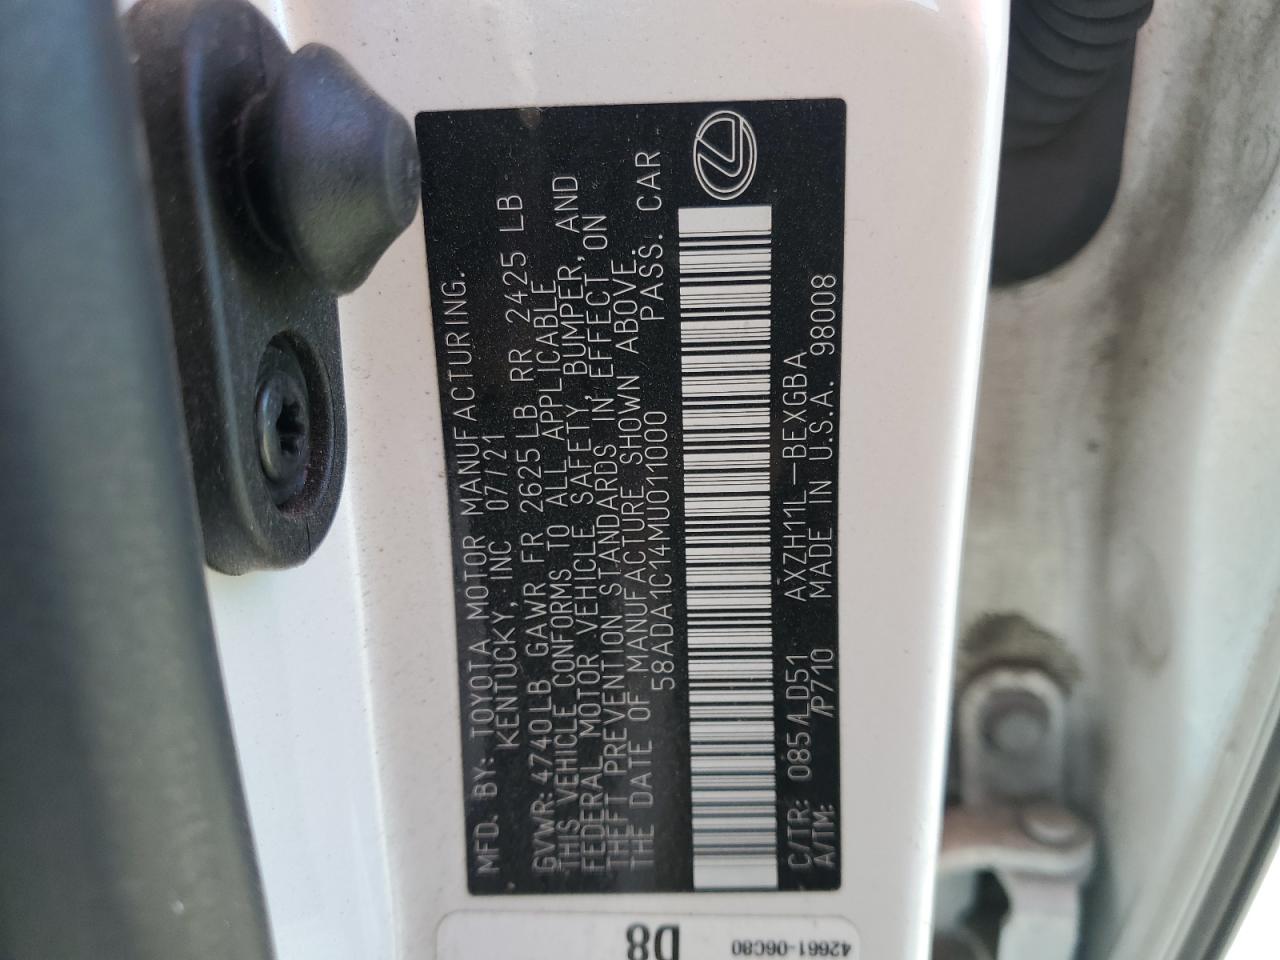 MFD. BY: TOYOTA MOTOR MANUFACTURING.
KENTUCKY, INC 07/21
GVWR: 4740LB GAWR FR 2625LB RR 2425 LB
THIS VEHICLE CONFORMS TO ALL APPLICABLE
FEDERAL MOTOR VEHICLE SAFETY, BUMPER, AND
THEFT PREVENTION STANDARDS IN EFFECT ON
THE DATE OF MANUFACTURE SHOWN ABOVE.
58ADA1C14MU011000 PASS. CAR
C/TR: 085/LD51 AXZH11L-BEXGBA
A/TM: /P710 MADE IN U.S.A. 98008
D8
42661-06C80